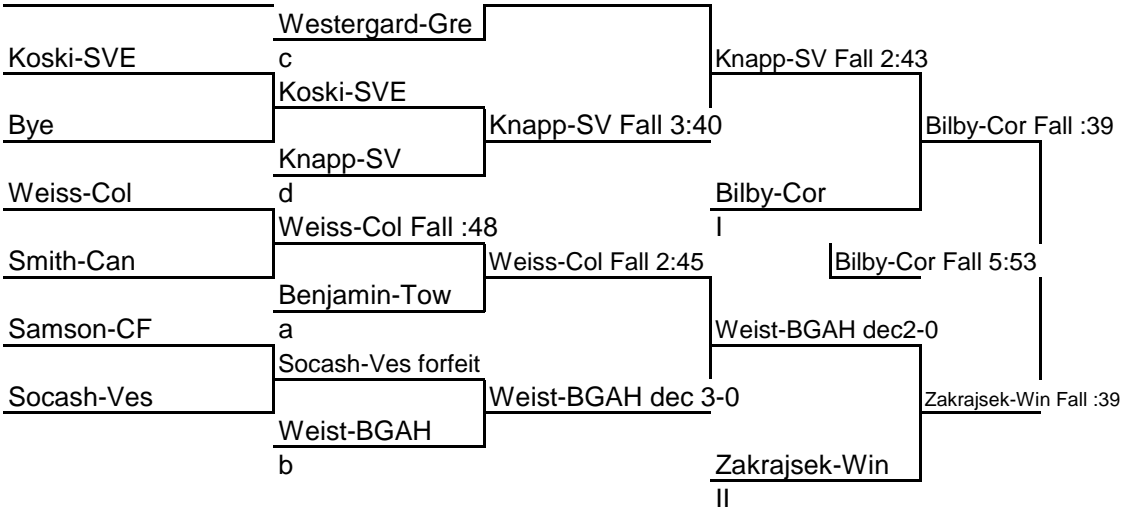 Westergard-Gre
Koski-SVE
c
Knapp-SV Fall 2:43
Koski-SVE
Bye
Knapp-SV Fall 3:40
Bilby-Cor Fall :39
Knapp-SV
Weiss-Col
d
Bilby-Cor
Weiss-Col Fall :48
I
Smith-Can
Weiss-Col Fall 2:45
Bilby-Cor Fall 5:53
Benjamin-Tow
Samson-CF
a
Weist-BGAH dec2-0
Socash-Ves forfeit
Socash-Ves
Weist-BGAH dec 3-0
Zakrajsek-Win Fall :39
Weist-BGAH
b
Zakrajsek-Win
II